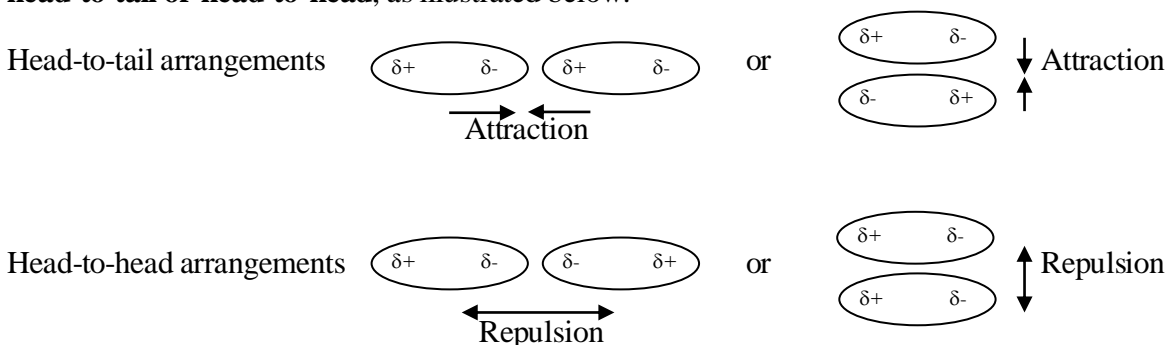 head-to-tail or head-to-head, as illustrated below.
Head-to-tail arrangements δ+ δ- δ+ δ- or δ+ δ- Attraction
δ- δ+
Attraction
Head-to-head arrangements δ+ δ- δ- δ+ or δ+ δ- Repulsion
δ+ δ-
Repulsion